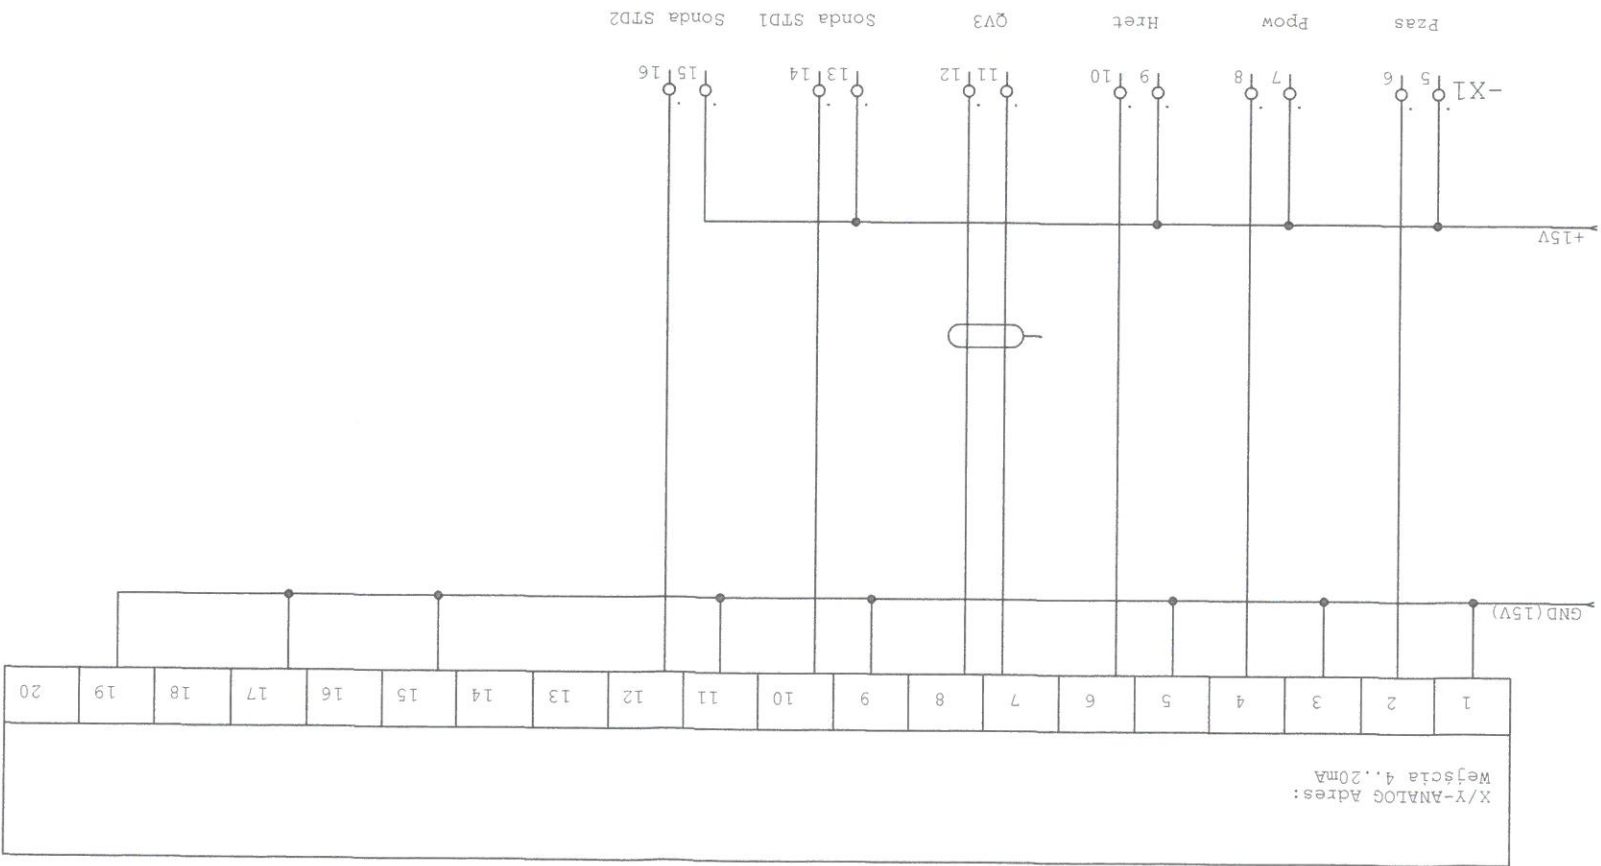 X/Y-ANALOG Adres:
Wejścia 4..20mA
1 2 3 4 5 6 7 8 9 10 11 12 13 14 15 16 17 18 19 20
GND(15V)
+15V
-X1 5 6 7 8 9 10 11 12 13 14 15 16
Pzas Ppow Hret QV3 Sonda STD1 Sonda STD2